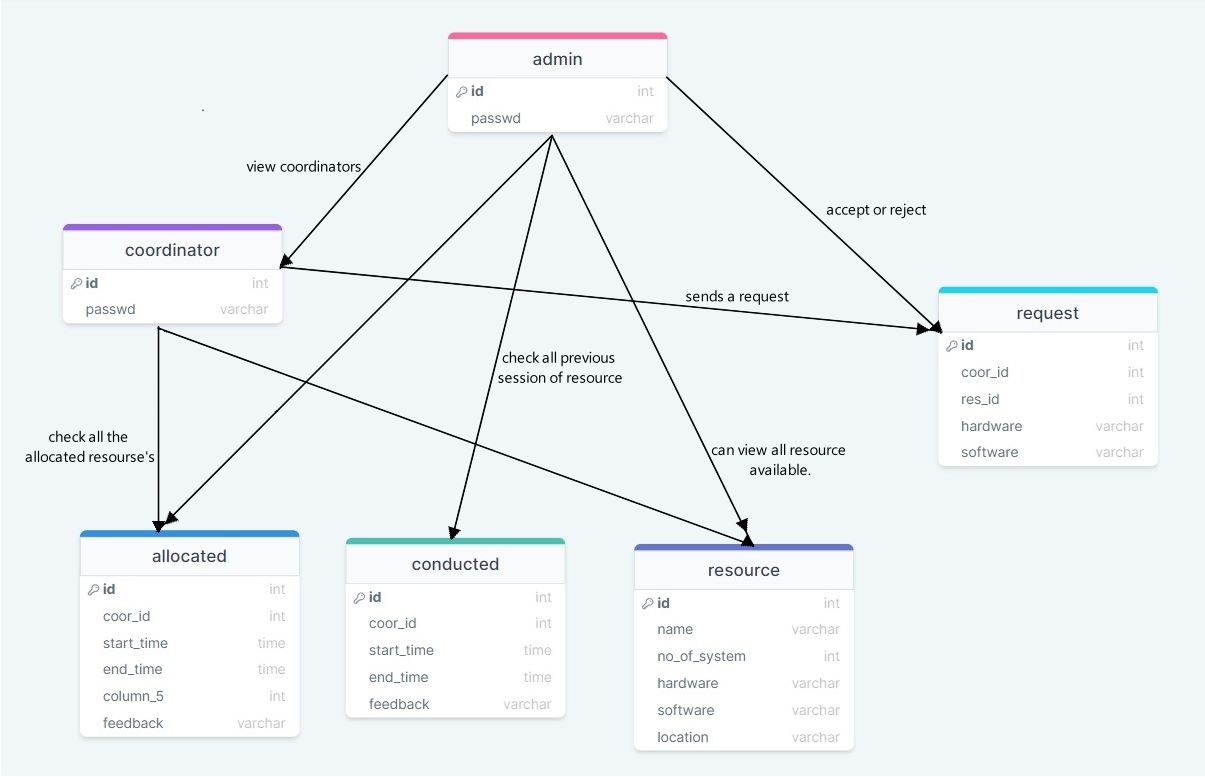 admin
id int
passwd varchar
view coordinators
accept or reject
coordinator
id int
passwd varchar
sends a request
request
id int
coor_id int
res_id int
hardware varchar
software varchar
check all previous
session of resource
check all the
allocated resourse's
can view all resource
available.
allocated
id int
coor_id int
start_time time
end_time time
column_5 int
feedback varchar
conducted
id int
coor_id int
start_time time
end_time time
feedback varchar
resource
id int
name varchar
no_of_system int
hardware varchar
software varchar
location varchar